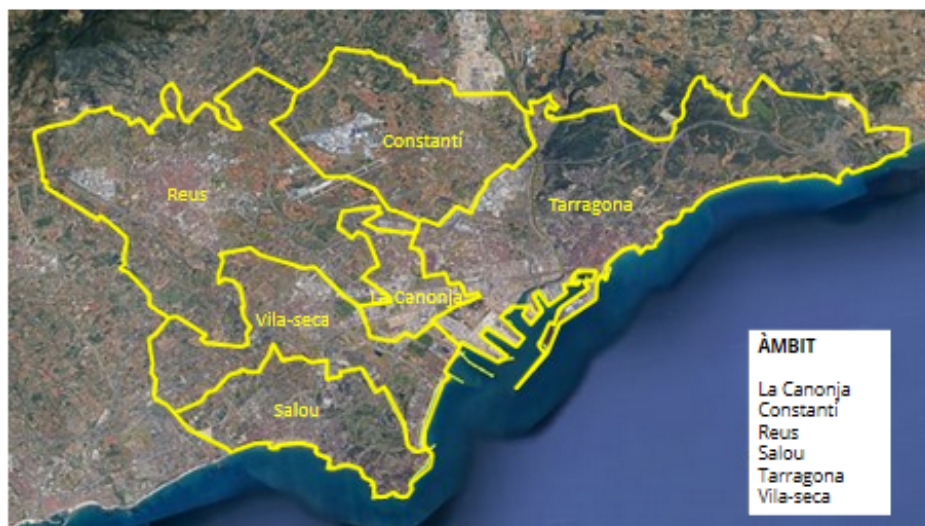 Constantí
Reus
Tarragona
La Canonja
Vila-seca
Salou
ÀMBIT
La Canonja
Constantí
Reus
Salou
Tarragona
Vila-seca